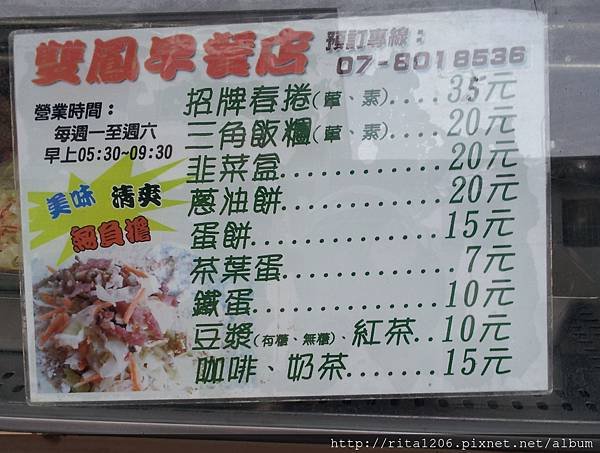 雙鳳早餐店
預訂專線：
07-8018536
營業時間：
每週一至週六
早上05:30~09:30
美味 清爽
無負擔
招牌春捲(葷、素)....35元
三角飯糰(葷、素)....20元
韭菜盒............20元
蔥油餅............20元
蛋餅..............15元
茶葉蛋............7元
鐵蛋..............10元
豆漿(有糖、無糖)、紅茶..10元
咖啡、奶茶.......15元
http://rita1206.pixnet.net/album